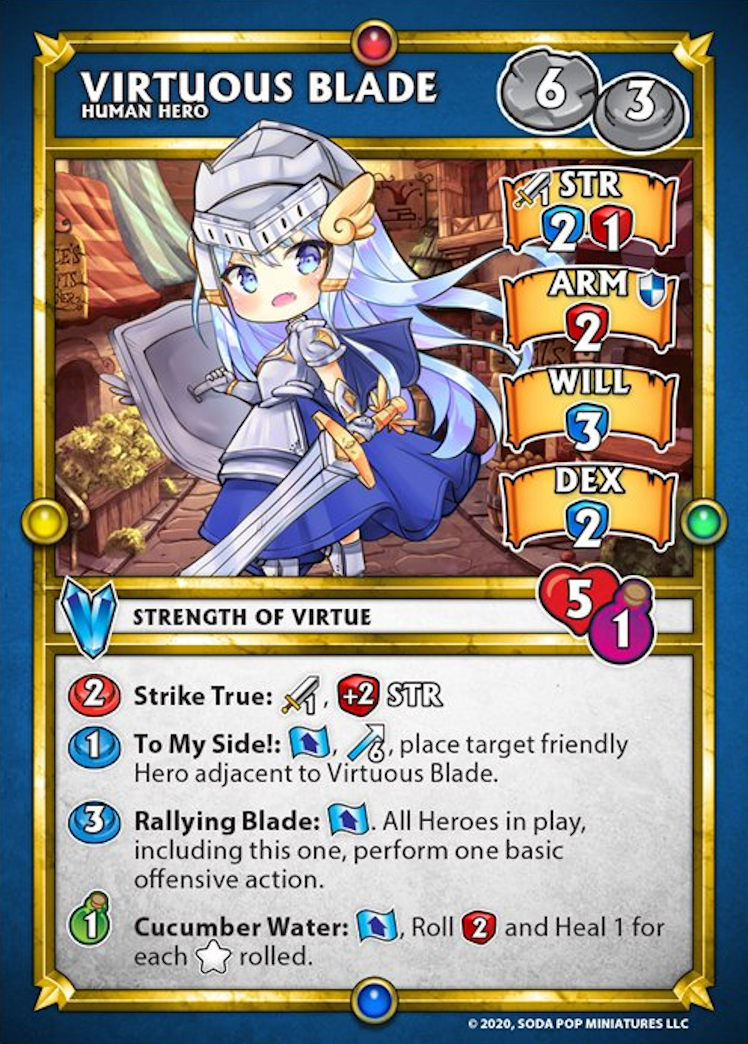 VIRTUOUS BLADE
HUMAN HERO
6 3
STR
2 1
ARM
2
WILL
3
DEX
2
STRENGTH OF VIRTUE
5 1
2 Strike True: 1, +2 STR
1 To My Side!: , 6, place target friendly
Hero adjacent to Virtuous Blade.
3 Rallying Blade: . All Heroes in play,
including this one, perform one basic
offensive action.
1 Cucumber Water: , Roll 2 and Heal 1 for
each rolled.
© 2020, SODA POP MINIATURES LLC